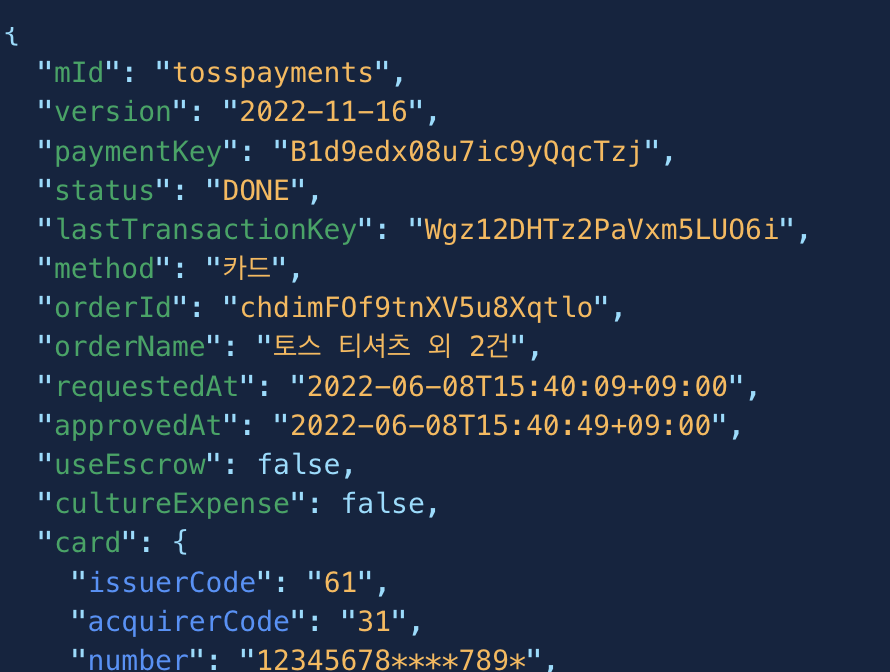 {
"mId": "tosspayments",
"version": "2022-11-16",
"paymentKey": "B1d9edx08u7ic9yQqcTzj",
"status": "DONE",
"lastTransactionKey": "Wgz12DHTz2PaVxm5LUO6i",
"method": "카드",
"orderId": "chdimFOf9tnXV5u8Xqtlo",
"orderName": "토스 티셔츠 외 2건",
"requestedAt": "2022-06-08T15:40:09+09:00",
"approvedAt": "2022-06-08T15:40:49+09:00",
"useEscrow": false,
"cultureExpense": false,
"card": {
"issuerCode": "61",
"acquirerCode": "31",
"number": "12345678****789*",